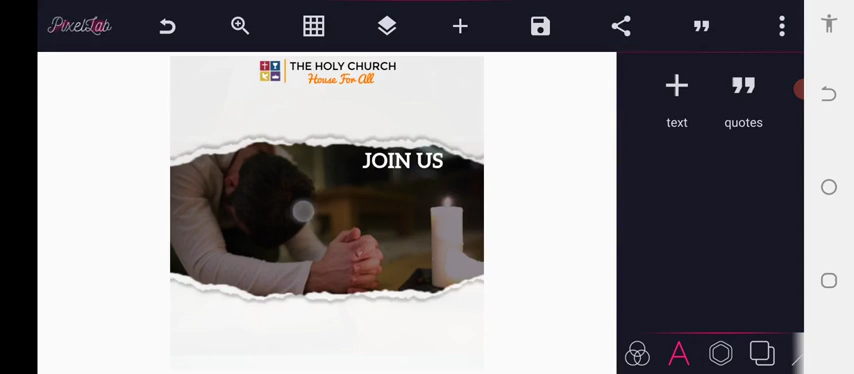 PixelLab
THE HOLY CHURCH
House For All
JOIN US
text
quotes